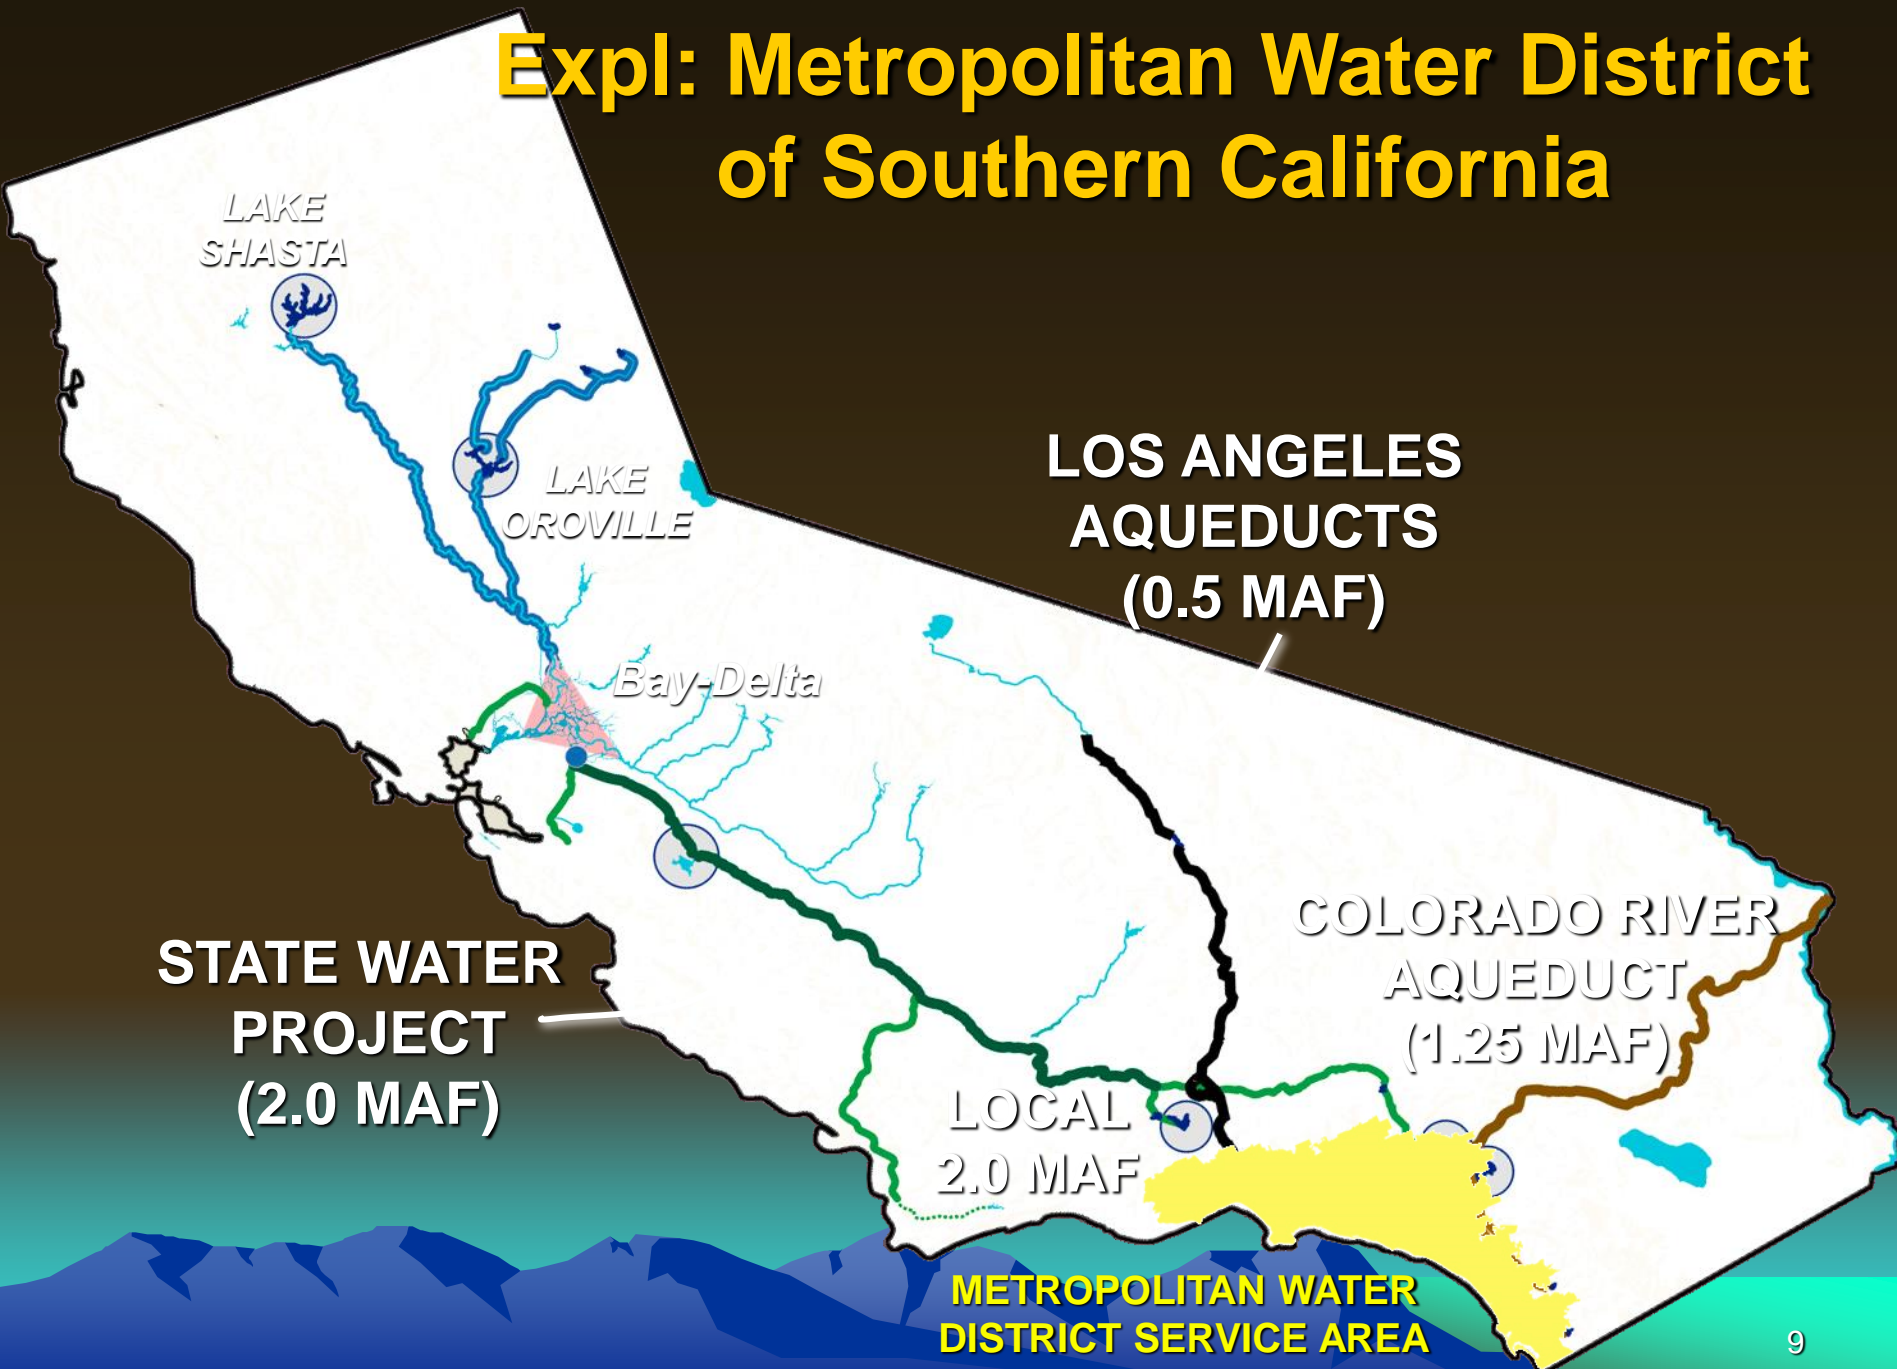 Expl: Metropolitan Water District
of Southern California
LAKE
SHASTA
LAKE
OROVILLE
LOS ANGELES
AQUEDUCTS
(0.5 MAF)
Bay-Delta
COLORADO RIVER
AQUEDUCT
(1.25 MAF)
STATE WATER
PROJECT
(2.0 MAF)
LOCAL
2.0 MAF
METROPOLITAN WATER
DISTRICT SERVICE AREA
9